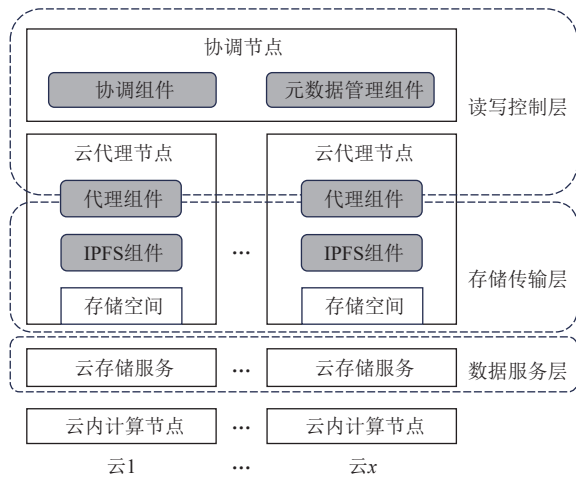 协调节点
协调组件 元数据管理组件
读写控制层
云代理节点 云代理节点
代理组件 代理组件
IPFS组件 ... IPFS组件
存储传输层
存储空间 存储空间
云存储服务 ... 云存储服务
数据服务层
云内计算节点 ... 云内计算节点
云1 ... 云x